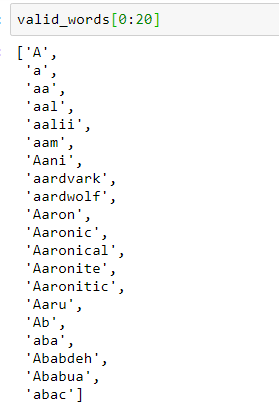 valid_words[0:20]
['A',
'a',
'aa',
'aal',
'aalii',
'aam',
'Aani',
'aardvark',
'aardwolf',
'Aaron',
'Aaronic',
'Aaronical',
'Aaronite',
'Aaronitic',
'Aaru',
'Ab',
'aba',
'Ababdeh',
'Ababua',
'abac']